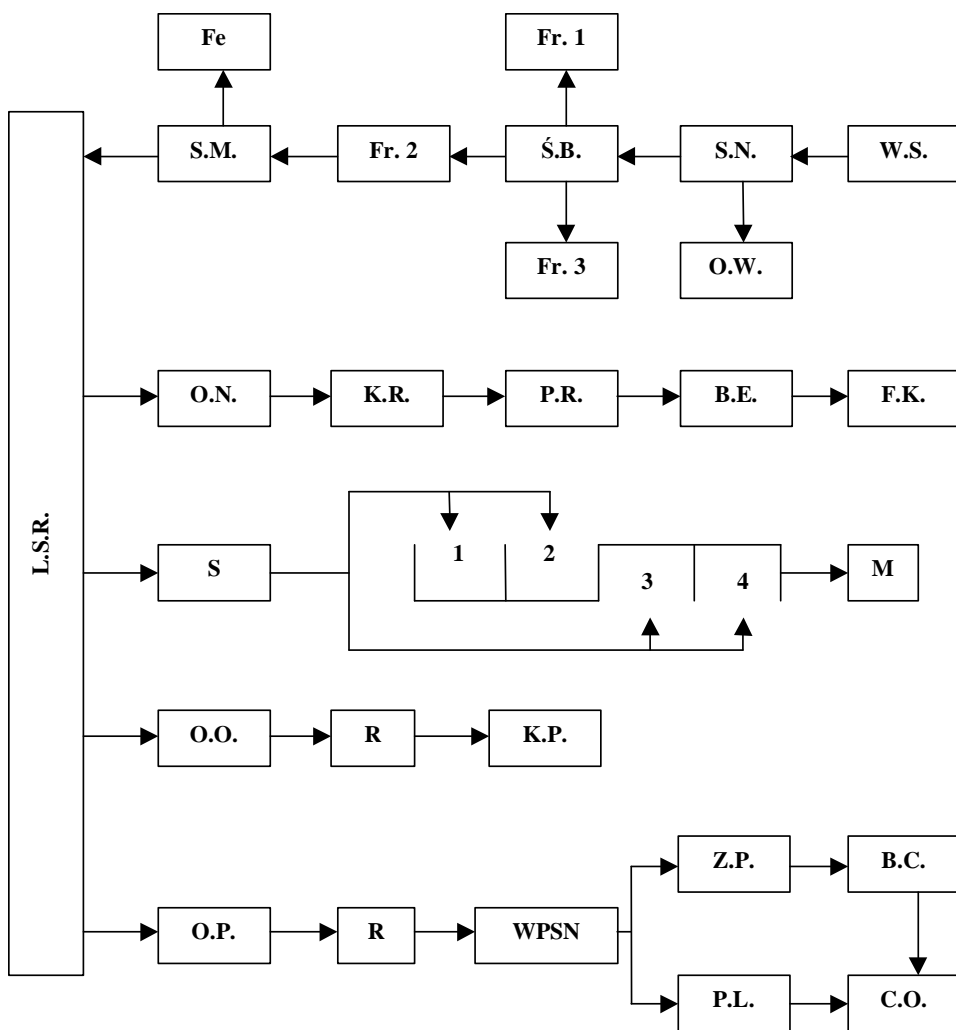 Fe
Fr. 1
S.M.
Fr. 2
Ś.B.
S.N.
W.S.
Fr. 3
O.W.
L.S.R.
O.N.
K.R.
P.R.
B.E.
F.K.
S
1
2
3
4
M
O.O.
R
K.P.
Z.P.
B.C.
O.P.
R
WPSN
P.L.
C.O.